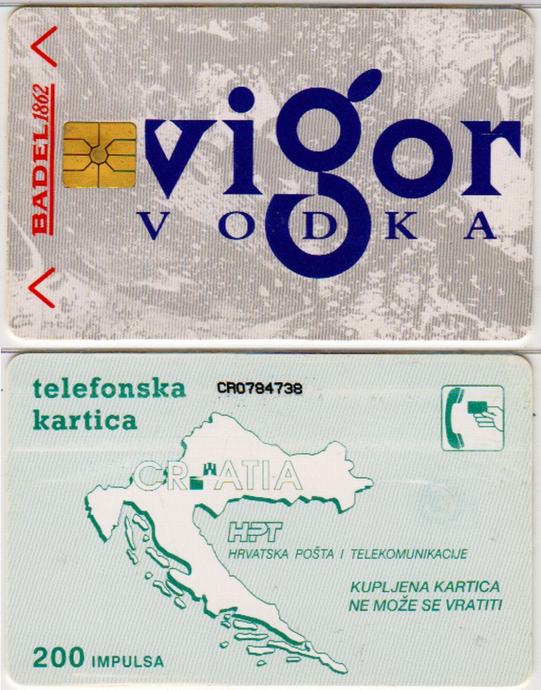 BADEL 1862
vigor
VODKA
telefonska
kartica
CR0784738
CROATIA
HPT
HRVATSKA POŠTA I TELEKOMUNIKACIJE
KUPLJENA KARTICA
NE MOŽE SE VRATITI
200 IMPULSA